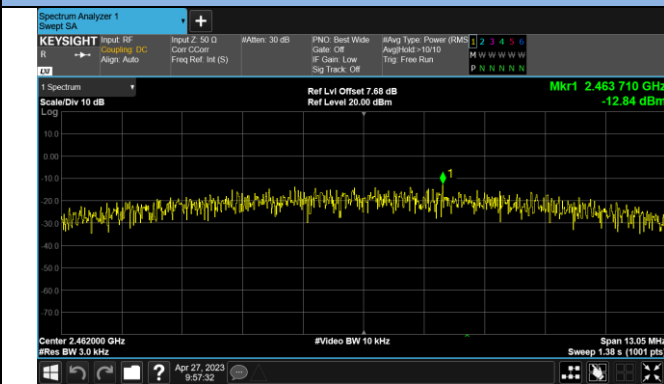 Spectrum Analyzer 1
Swept SA
+
KEYSIGHT
R
LXI
Input: RF
Coupling: DC
Align: Auto
Input Z: 50 Ω
Corr CCorr
Freq Ref: Int (S)
#Atten: 30 dB
PNO: Best Wide
Gate: Off
IF Gain: Low
Sig Track: Off
#Avg Type: Power (RMS)
Avg|Hold:>10/10
Trig: Free Run
1 2 3 4 5 6
M W W W W W
P N N N N N
1 Spectrum
Scale/Div 10 dB
Log
Ref Lvl Offset 7.68 dB
Ref Level 20.00 dBm
Mkr1 2.463 710 GHz
-12.84 dBm
10.0
0.00
-10.0
-20.0
-30.0
-40.0
-50.0
-60.0
-70.0
1
Center 2.462000 GHz
#Res BW 3.0 kHz
#Video BW 10 kHz
Span 13.05 MHz
Sweep 1.38 s (1001 pts)
?
Apr 27, 2023
9:57:32